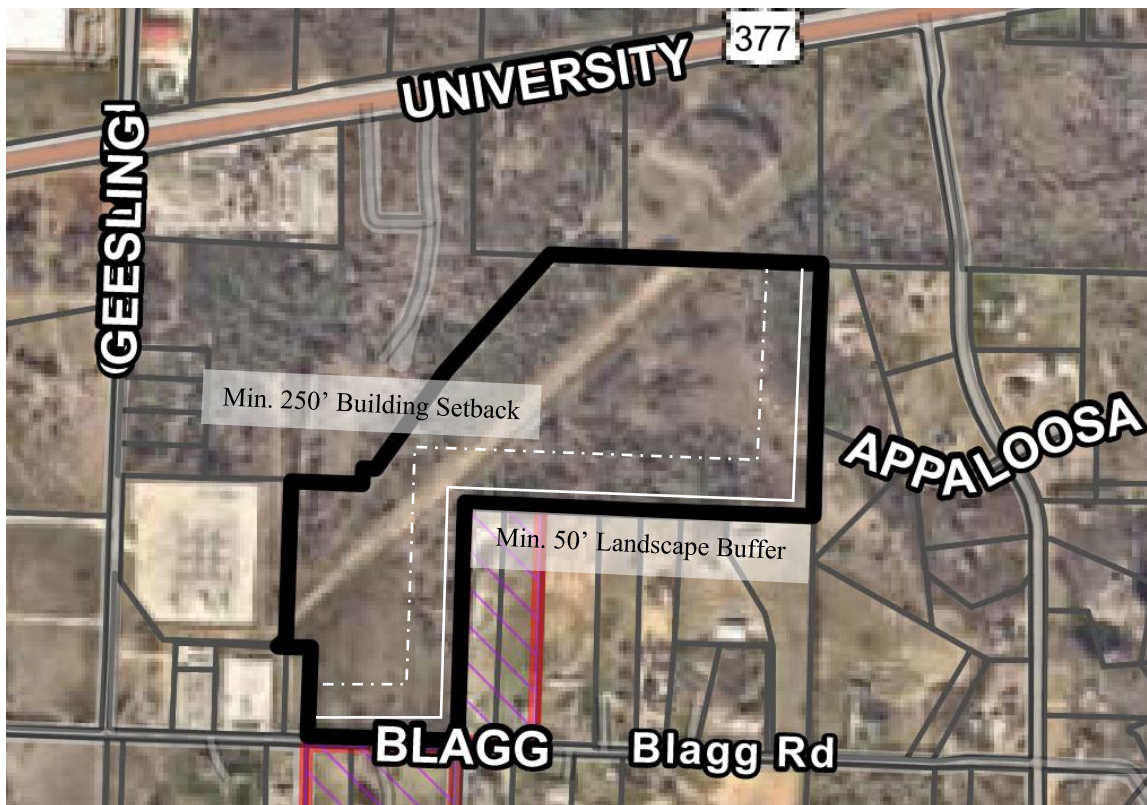 377
UNIVERSITY
(GEESLING
Min. 250’ Building Setback
APPALOOSA
Min. 50’ Landscape Buffer
BLAGG
Blagg Rd